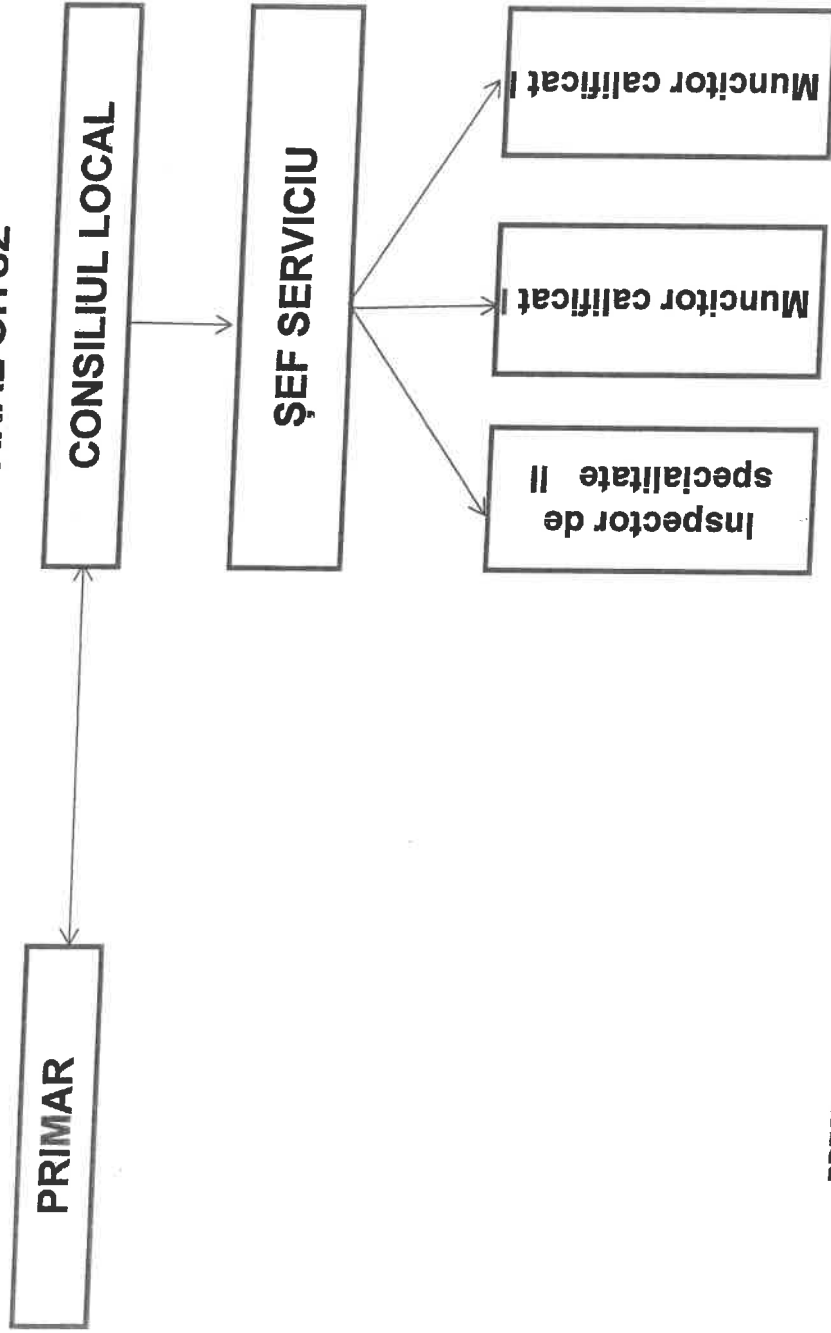 CONSILIUL LOCAL
PRIMAR
ȘEF SERVICIU
Inspector de
specialitate II
Muncitor calificat I
Muncitor calificat I